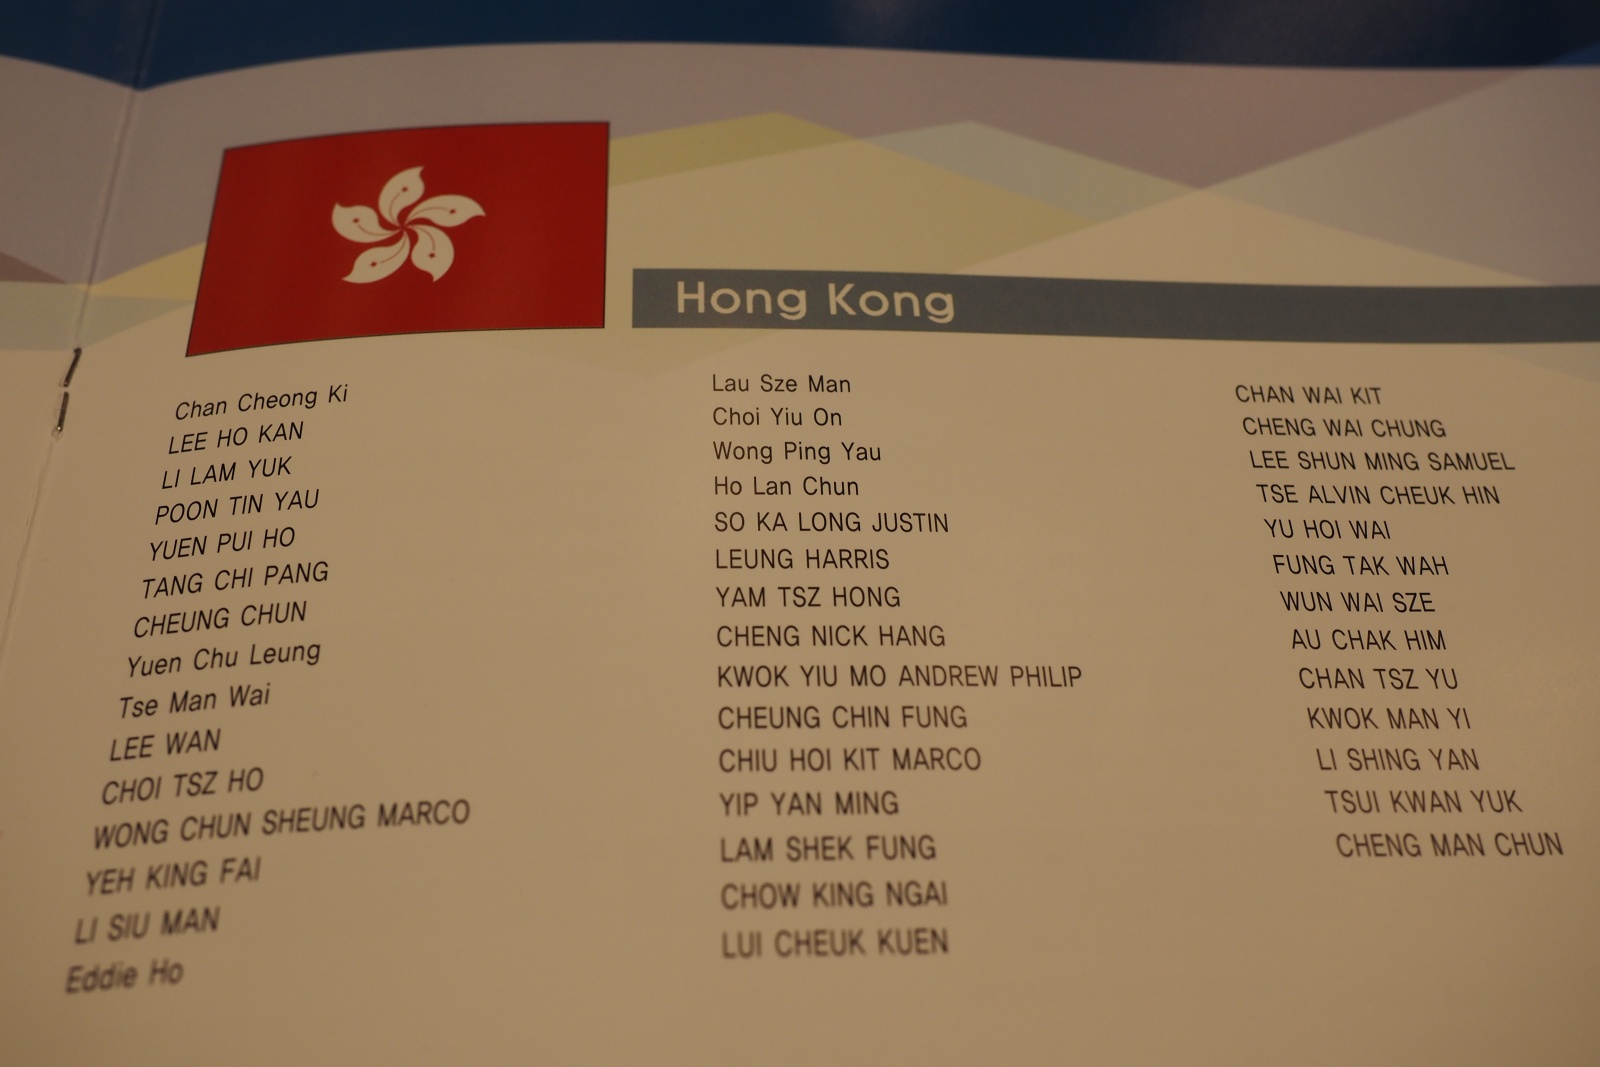 Hong Kong
Chan Cheong Ki
LEE HO KAN
LI LAM YUK
POON TIN YAU
YUEN PUI HO
TANG CHI PANG
CHEUNG CHUN
Yuen Chu Leung
Tse Man Wai
LEE WAN
CHOI TSZ HO
WONG CHUN SHEUNG MARCO
YEH KING FAI
LI SIU MAN
Eddie Ho
Lau Sze Man
Choi Yiu On
Wong Ping Yau
Ho Lan Chun
SO KA LONG JUSTIN
LEUNG HARRIS
YAM TSZ HONG
CHENG NICK HANG
KWOK YIU MO ANDREW PHILIP
CHEUNG CHIN FUNG
CHIU HOI KIT MARCO
YIP YAN MING
LAM SHEK FUNG
CHOW KING NGAI
LUI CHEUK KUEN
CHAN WAI KIT
CHENG WAI CHUNG
LEE SHUN MING SAMUEL
TSE ALVIN CHEUK HIN
YU HOI WAI
FUNG TAK WAH
WUN WAI SZE
AU CHAK HIM
CHAN TSZ YU
KWOK MAN YI
LI SHING YAN
TSUI KWAN YUK
CHENG MAN CHUN